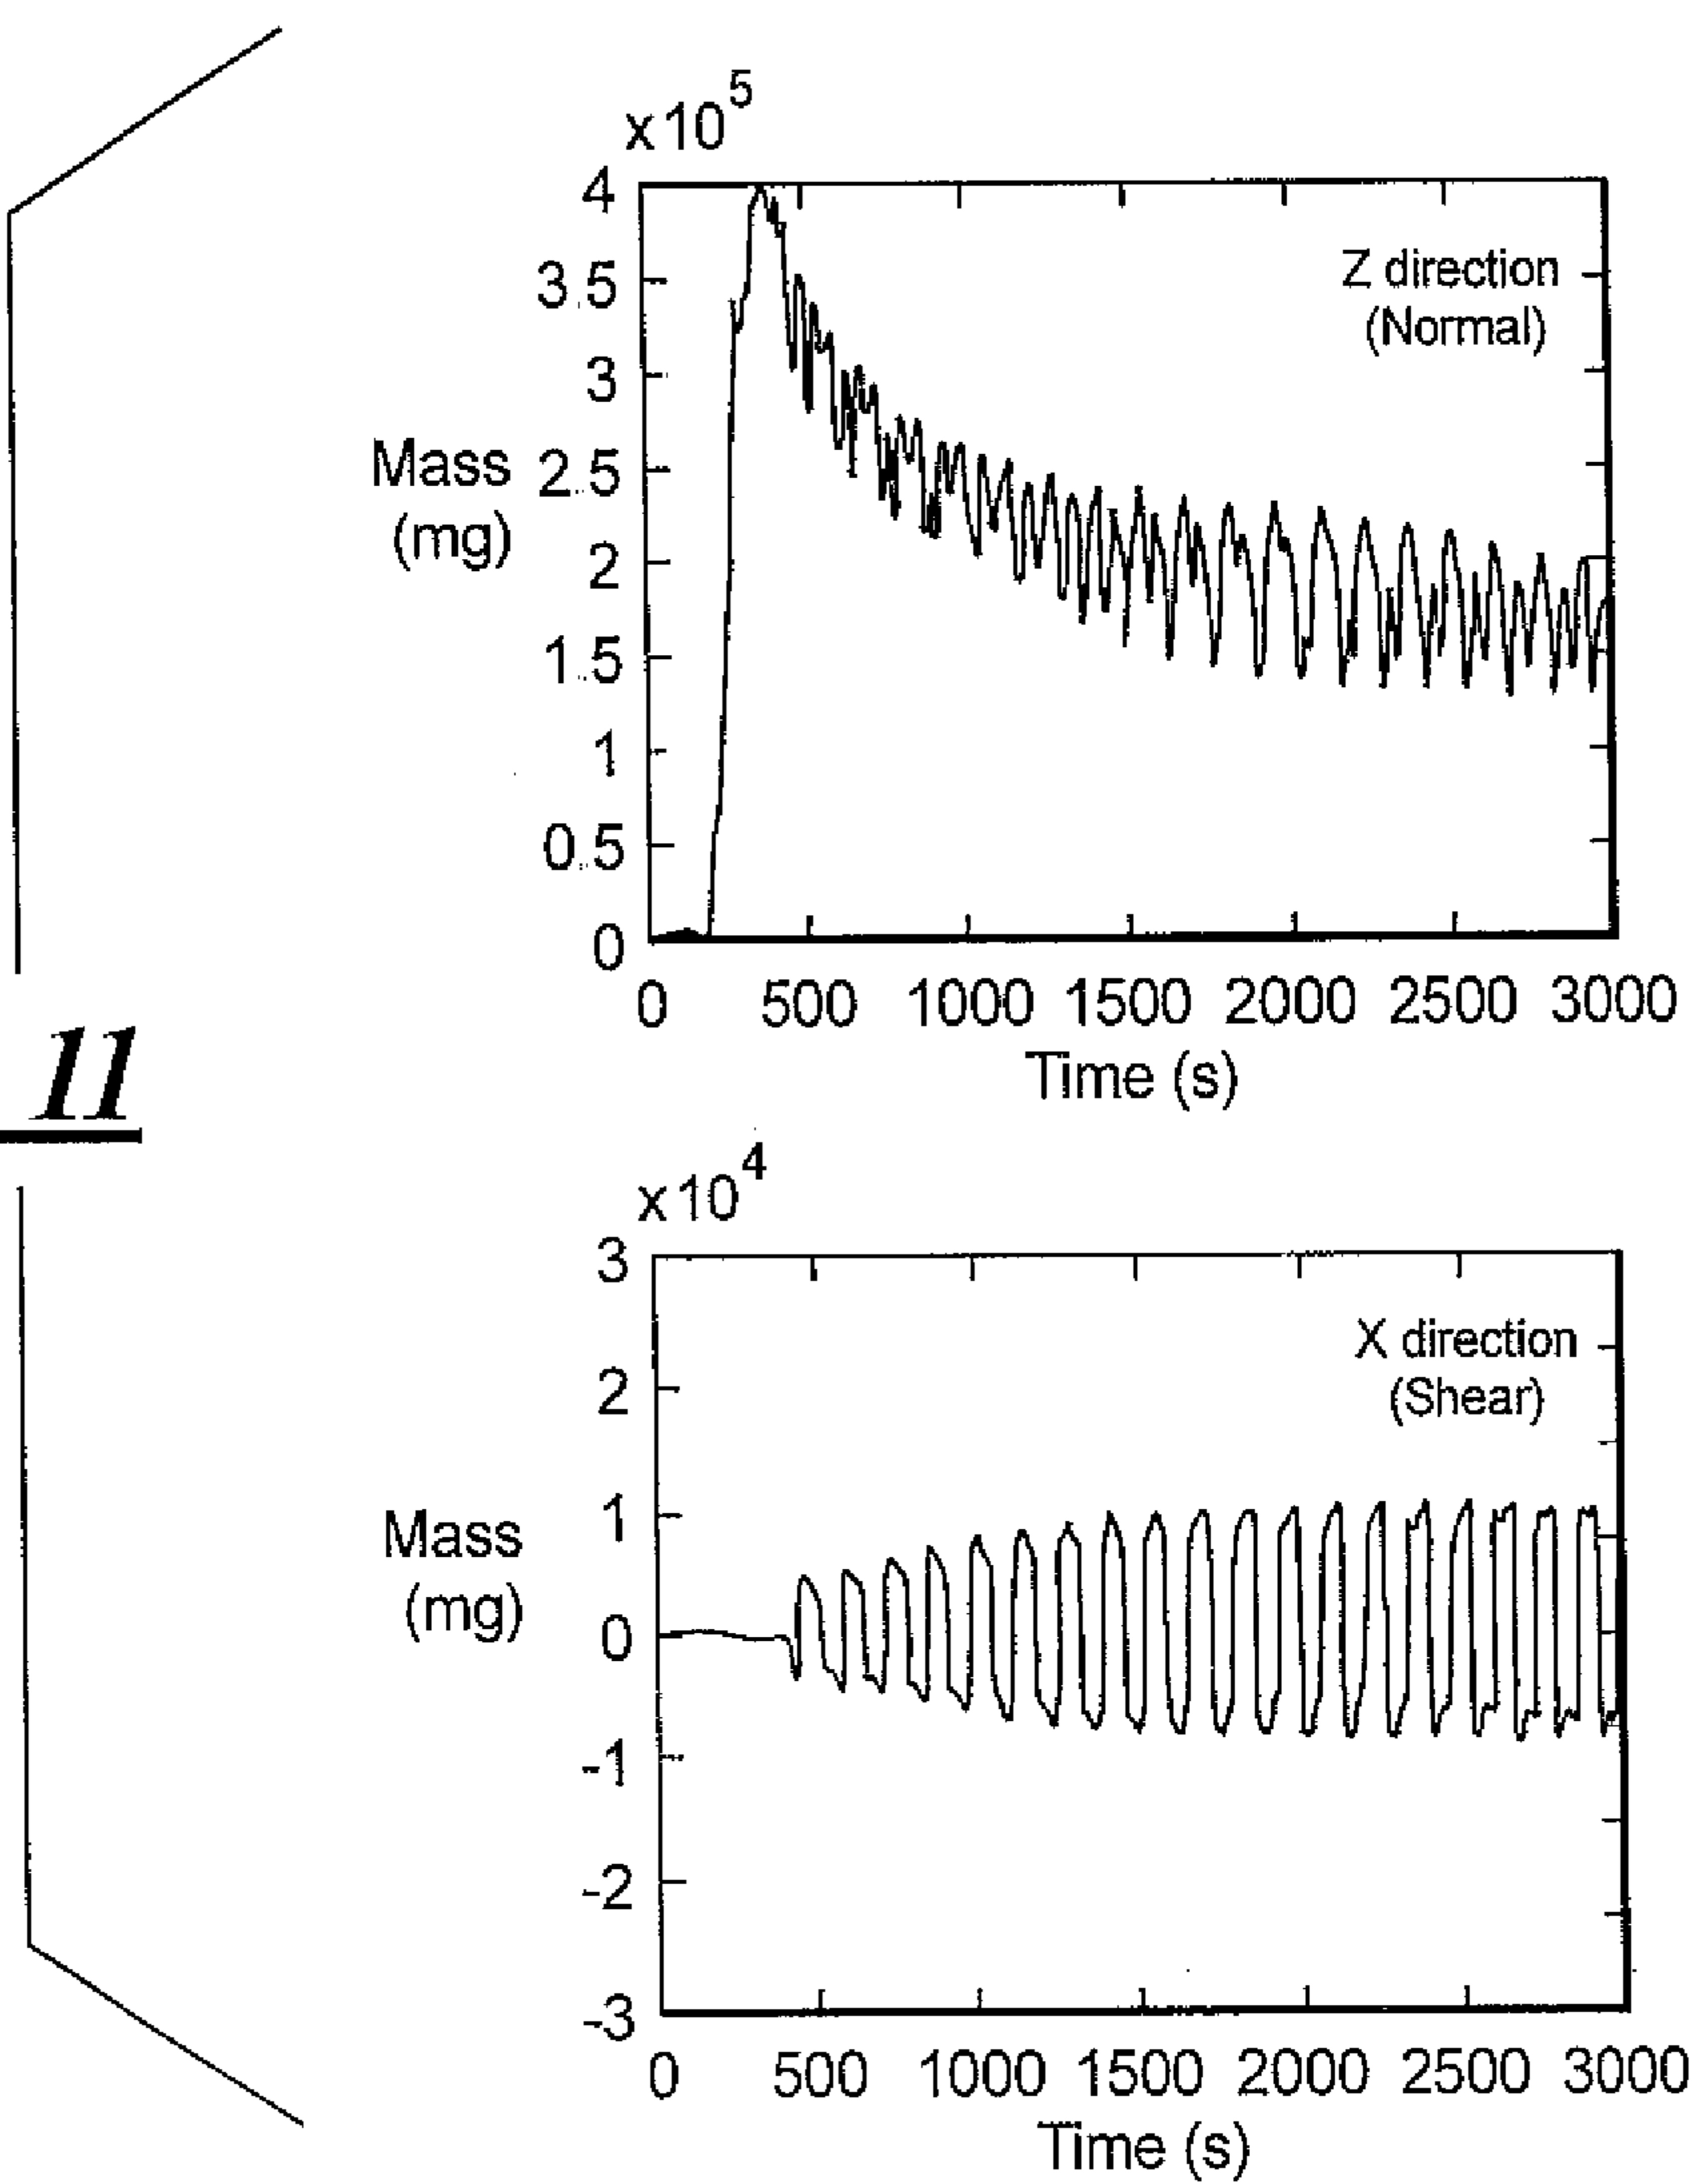 x10^5
4
3.5
3
Z direction
(Normal)
Mass
(mg)
2.5
2
1.5
1
0.5
0
0 500 1000 1500 2000 2500 3000
Time (s)
11
x10^4
3
X direction
(Shear)
2
Mass
(mg)
1
0
-1
-2
-3
0 500 1000 1500 2000 2500 3000
Time (s)